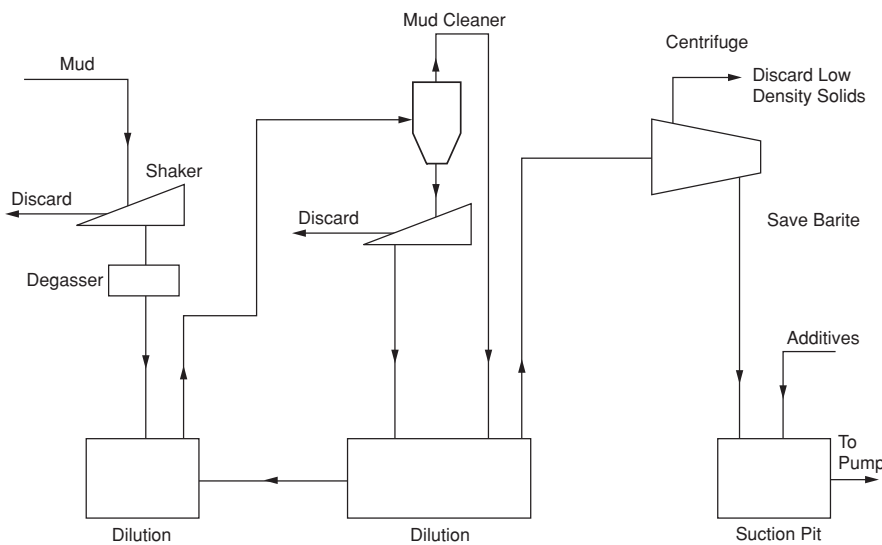 Mud Cleaner
Centrifuge
Mud
Discard Low
Density Solids
Shaker
Discard
Discard
Save Barite
Degasser
Additives
To
Pump
Dilution
Dilution
Suction Pit